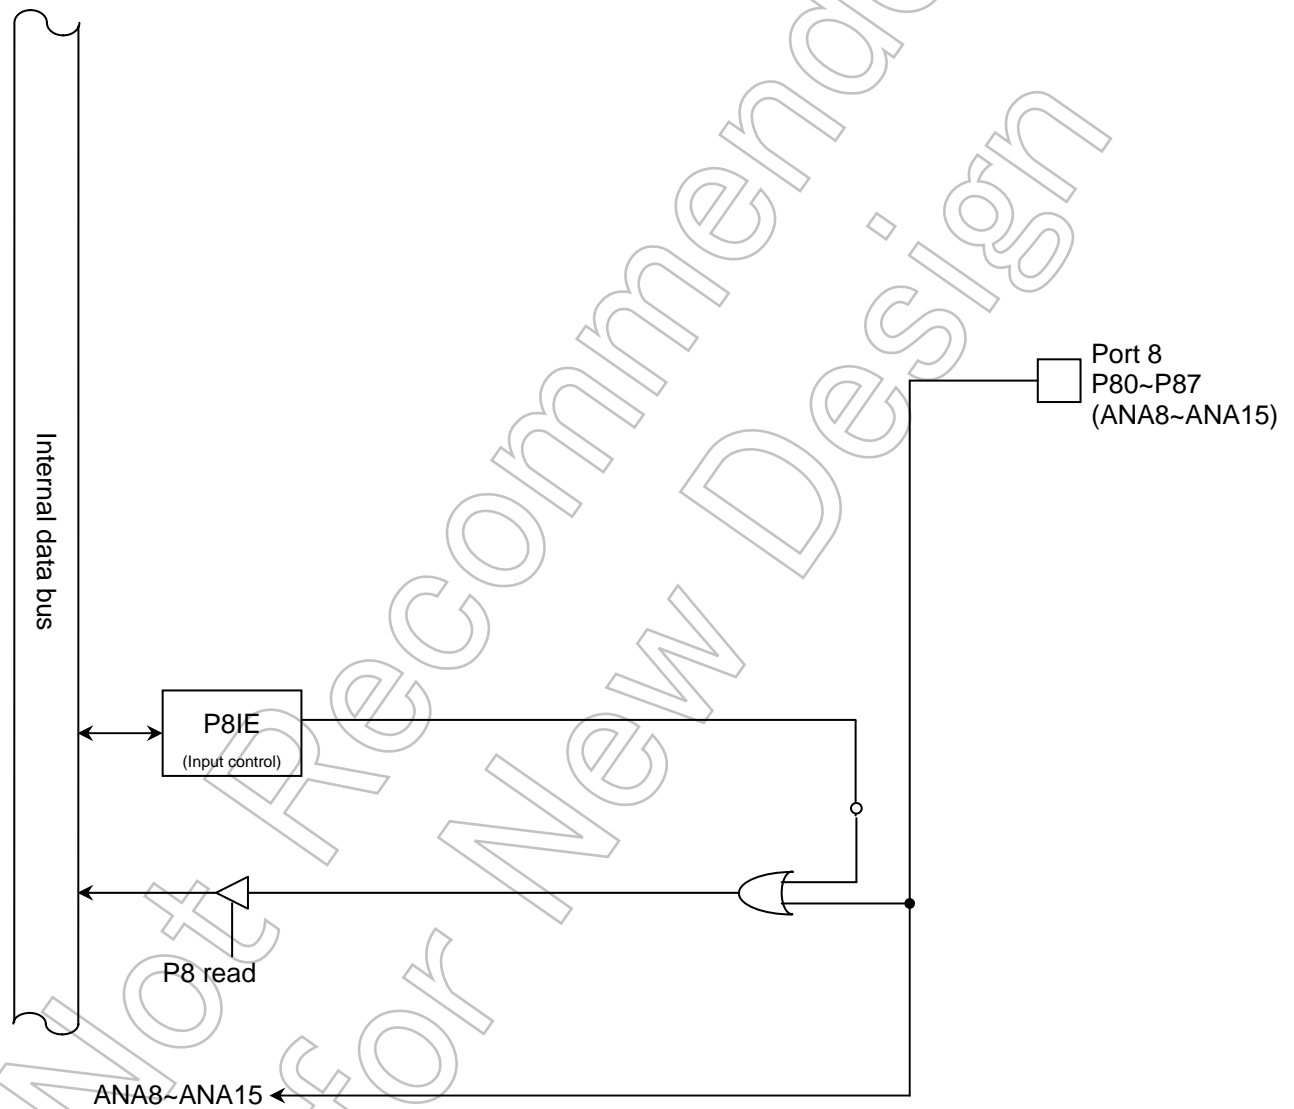 Not Recommende
for New Design
Port 8
P80~P87
(ANA8~ANA15)
Internal data bus
P8IE
(Input control)
P8 read
ANA8~ANA15